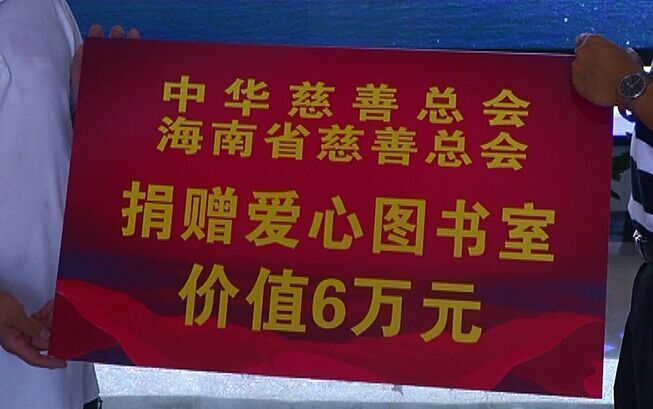 中华慈善总会
海南省慈善总会
捐赠爱心图书室
价值6万元